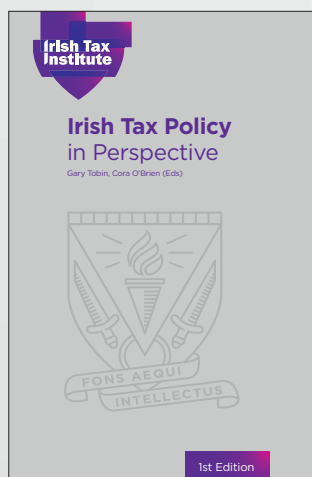 Irish Tax
Institute
Irish Tax Policy
in Perspective
Gary Tobin, Cora O'Brien (Eds)
FONS AEQUI
INTELLECTUS
1st Edition